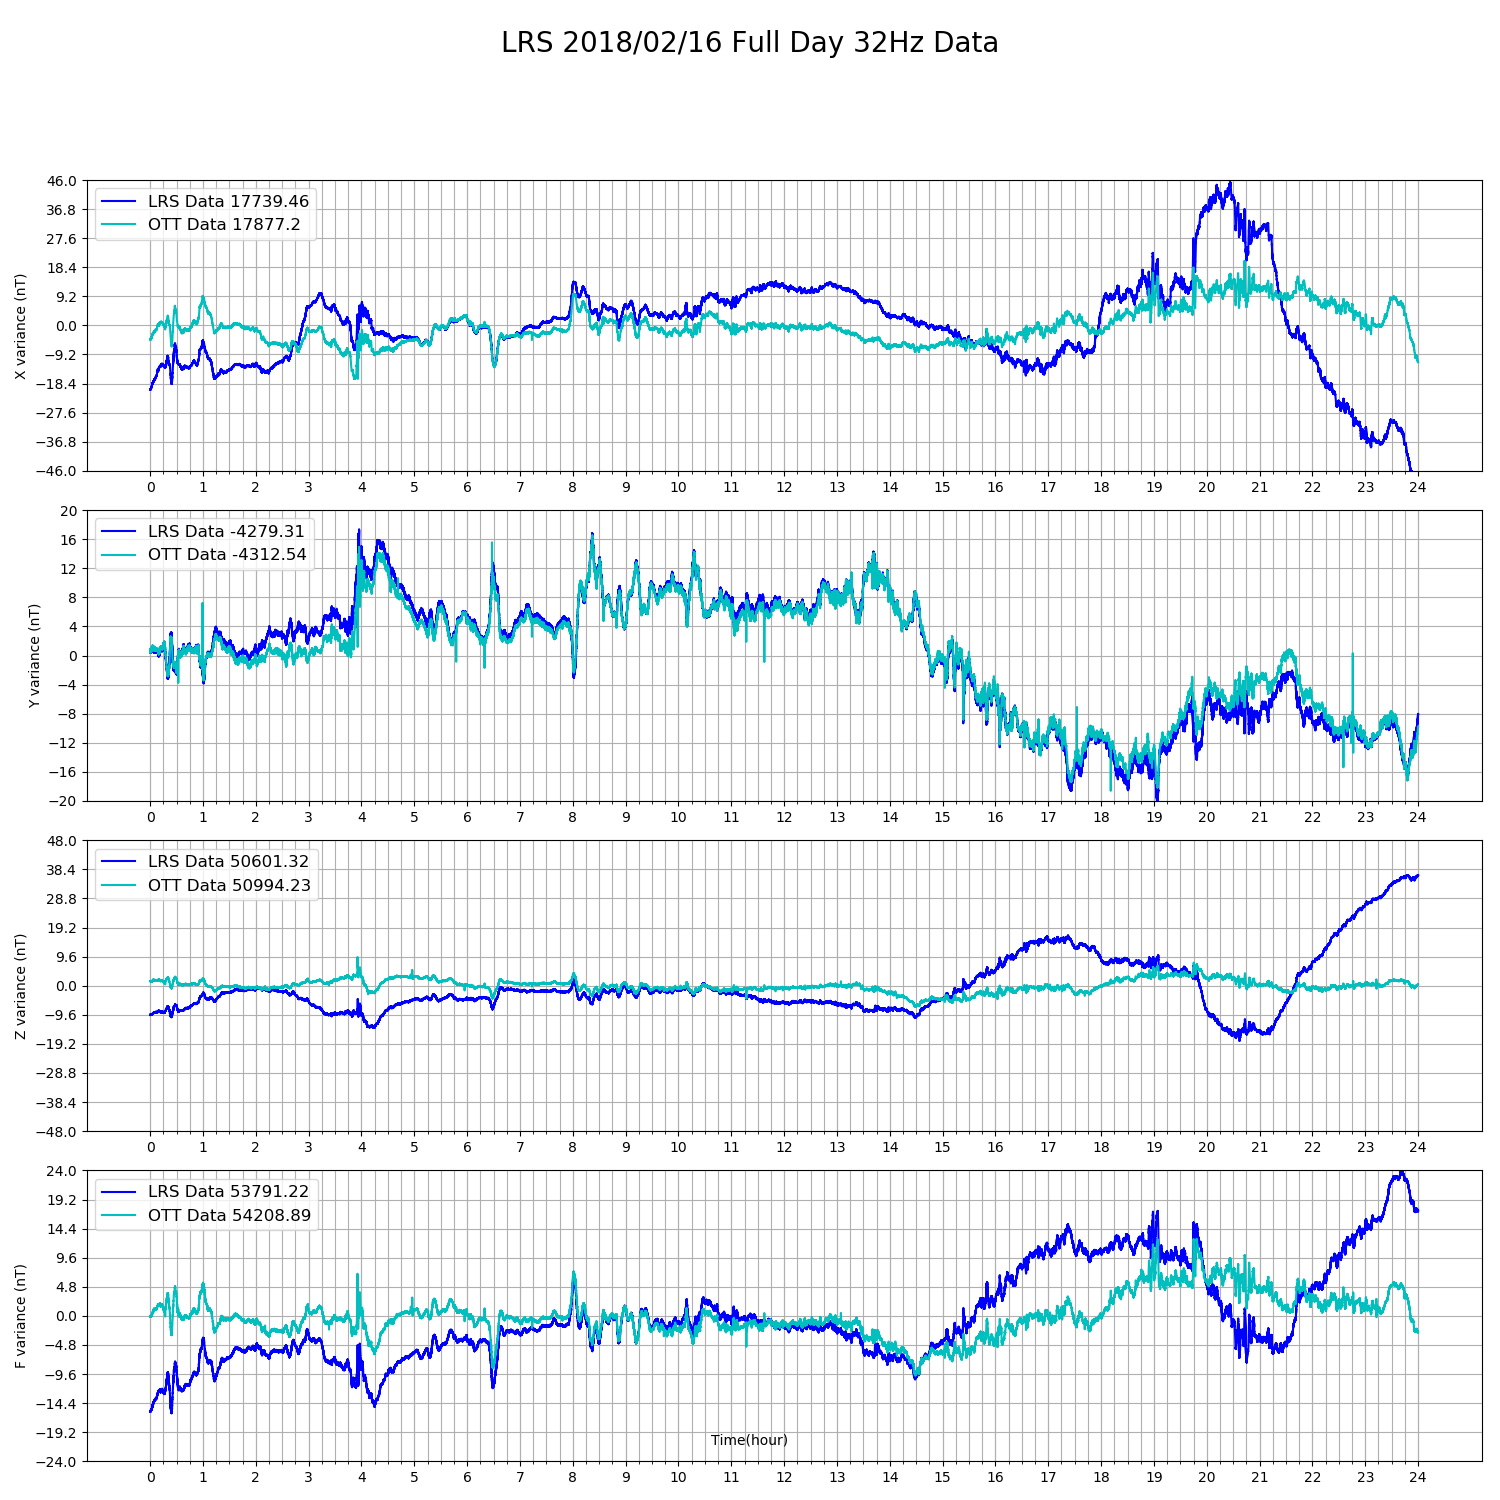 LRS 2018/02/16 Full Day 32Hz Data
46.0
36.8
27.6
18.4
9.2
0.0
−9.2
−18.4
−27.6
−36.8
−46.0
X variance (nT)
LRS Data 17739.46
OTT Data 17877.2
0 1 2 3 4 5 6 7 8 9 10 11 12 13 14 15 16 17 18 19 20 21 22 23 24
20
16
12
8
4
0
−4
−8
−12
−16
−20
Y variance (nT)
LRS Data -4279.31
OTT Data -4312.54
0 1 2 3 4 5 6 7 8 9 10 11 12 13 14 15 16 17 18 19 20 21 22 23 24
48.0
38.4
28.8
19.2
9.6
0.0
−9.6
−19.2
−28.8
−38.4
−48.0
Z variance (nT)
LRS Data 50601.32
OTT Data 50994.23
0 1 2 3 4 5 6 7 8 9 10 11 12 13 14 15 16 17 18 19 20 21 22 23 24
24.0
19.2
14.4
9.6
4.8
0.0
−4.8
−9.6
−14.4
−19.2
−24.0
F variance (nT)
LRS Data 53791.22
OTT Data 54208.89
Time(hour)
0 1 2 3 4 5 6 7 8 9 10 11 12 13 14 15 16 17 18 19 20 21 22 23 24